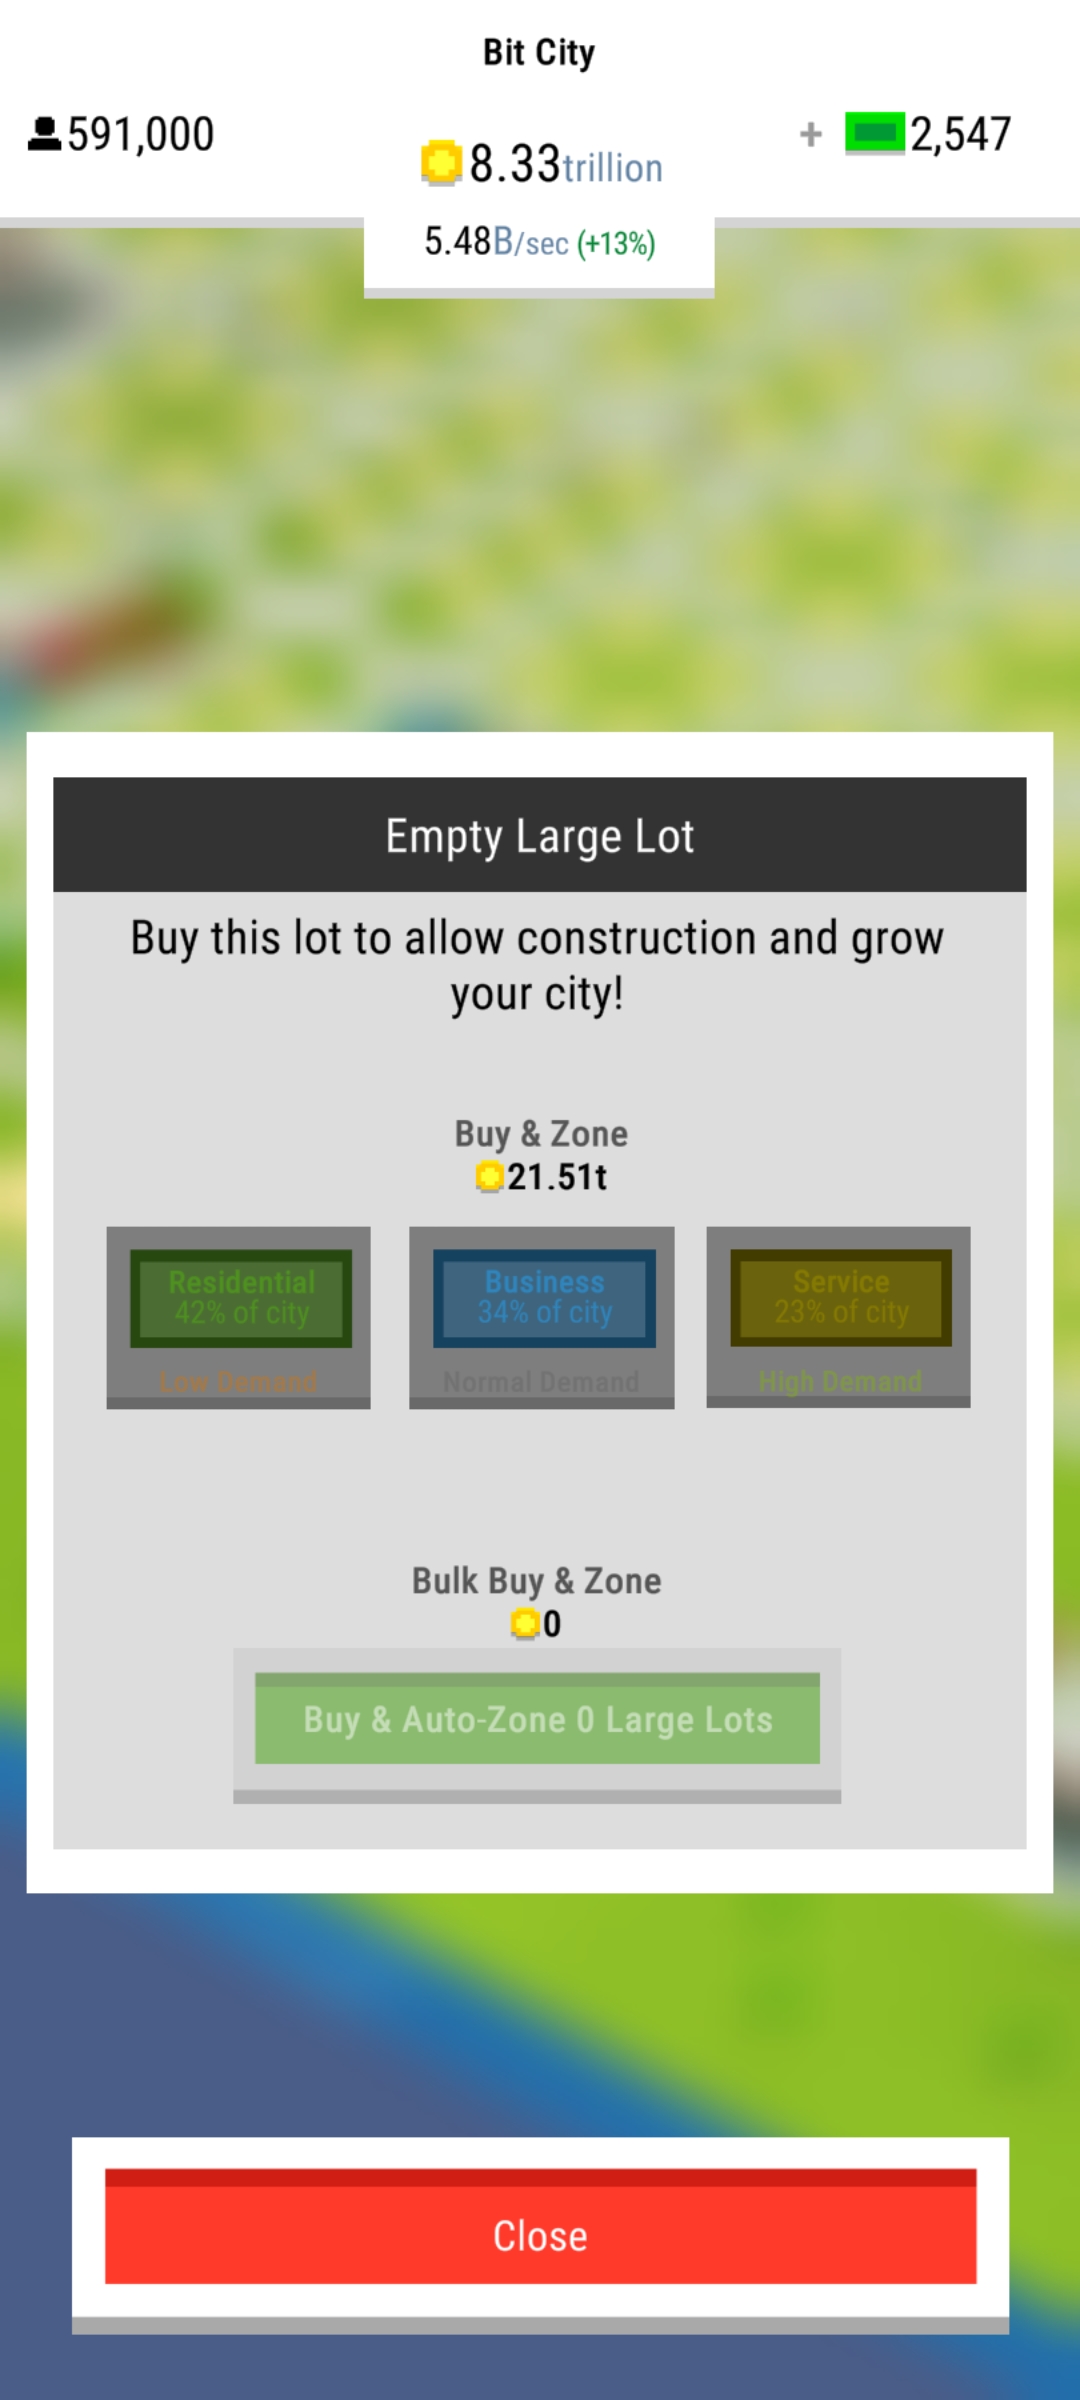 Bit City
591,000
8.33trillion
+ 2,547
5.48B/sec (+13%)
Empty Large Lot
Buy this lot to allow construction and grow
your city!
Buy & Zone
21.51t
Residential
42% of city
Low Demand
Business
34% of city
Normal Demand
Service
23% of city
High Demand
Bulk Buy & Zone
0
Buy & Auto-Zone 0 Large Lots
Close